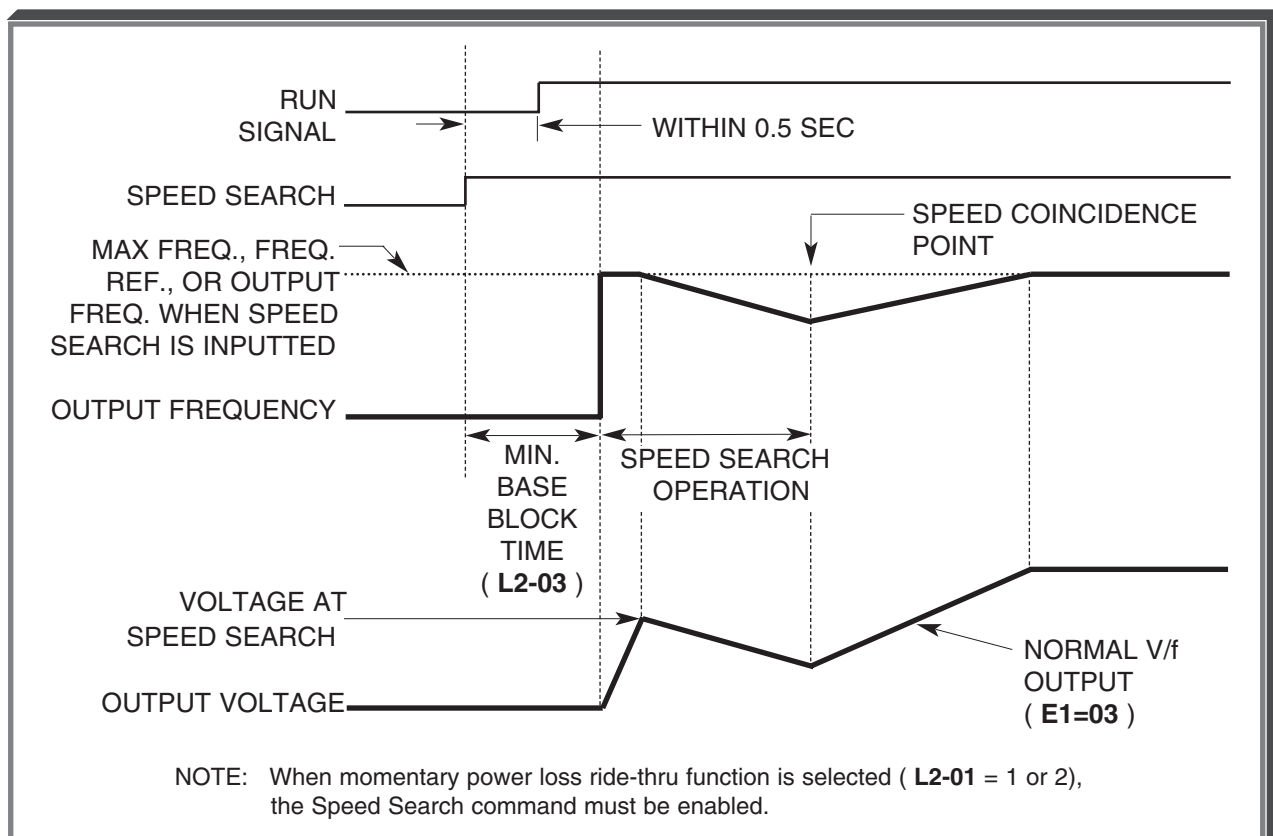 RUN
SIGNAL
WITHIN 0.5 SEC
SPEED SEARCH
SPEED COINCIDENCE
POINT
MAX FREQ., FREQ.
REF., OR OUTPUT
FREQ. WHEN SPEED
SEARCH IS INPUTTED
OUTPUT FREQUENCY
MIN.
BASE
BLOCK
TIME
( L2-03 )
SPEED SEARCH
OPERATION
VOLTAGE AT
SPEED SEARCH
NORMAL V/f
OUTPUT
( E1=03 )
OUTPUT VOLTAGE
NOTE: When momentary power loss ride-thru function is selected ( L2-01 = 1 or 2),
the Speed Search command must be enabled.